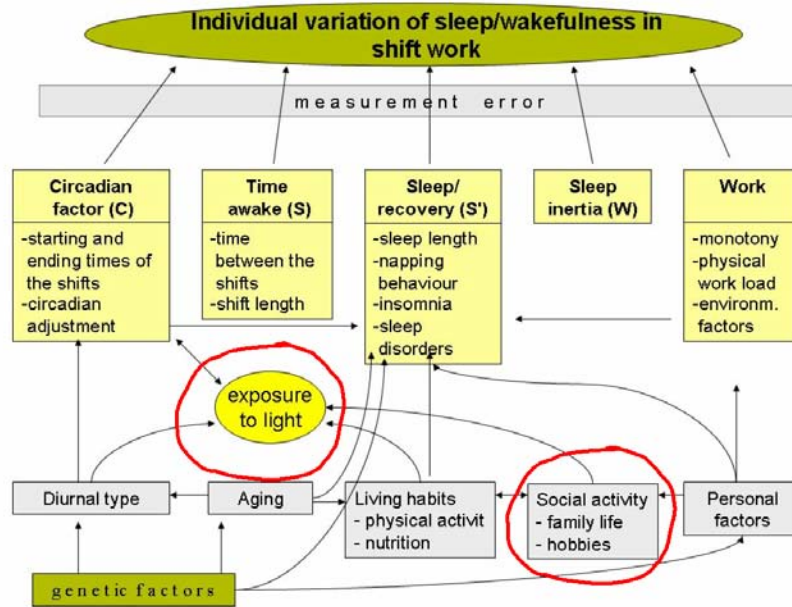 Individual variation of sleep/wakefulness in
shift work
measurement error
Circadian
factor (C)
-starting and
ending times of
the shifts
-circadian
adjustment
Time
awake (S)
-time
between the
shifts
-shift length
Sleep/
recovery (S')
-sleep length
-napping
behaviour
-insomnia
-sleep
disorders
Sleep
inertia (W)
Work
-monotony
-physical
work load
-environm.
factors
exposure
to light
Diurnal type
Aging
Living habits
- physical activit
- nutrition
Social activity
- family life
- hobbies
Personal
factors
genetic factors